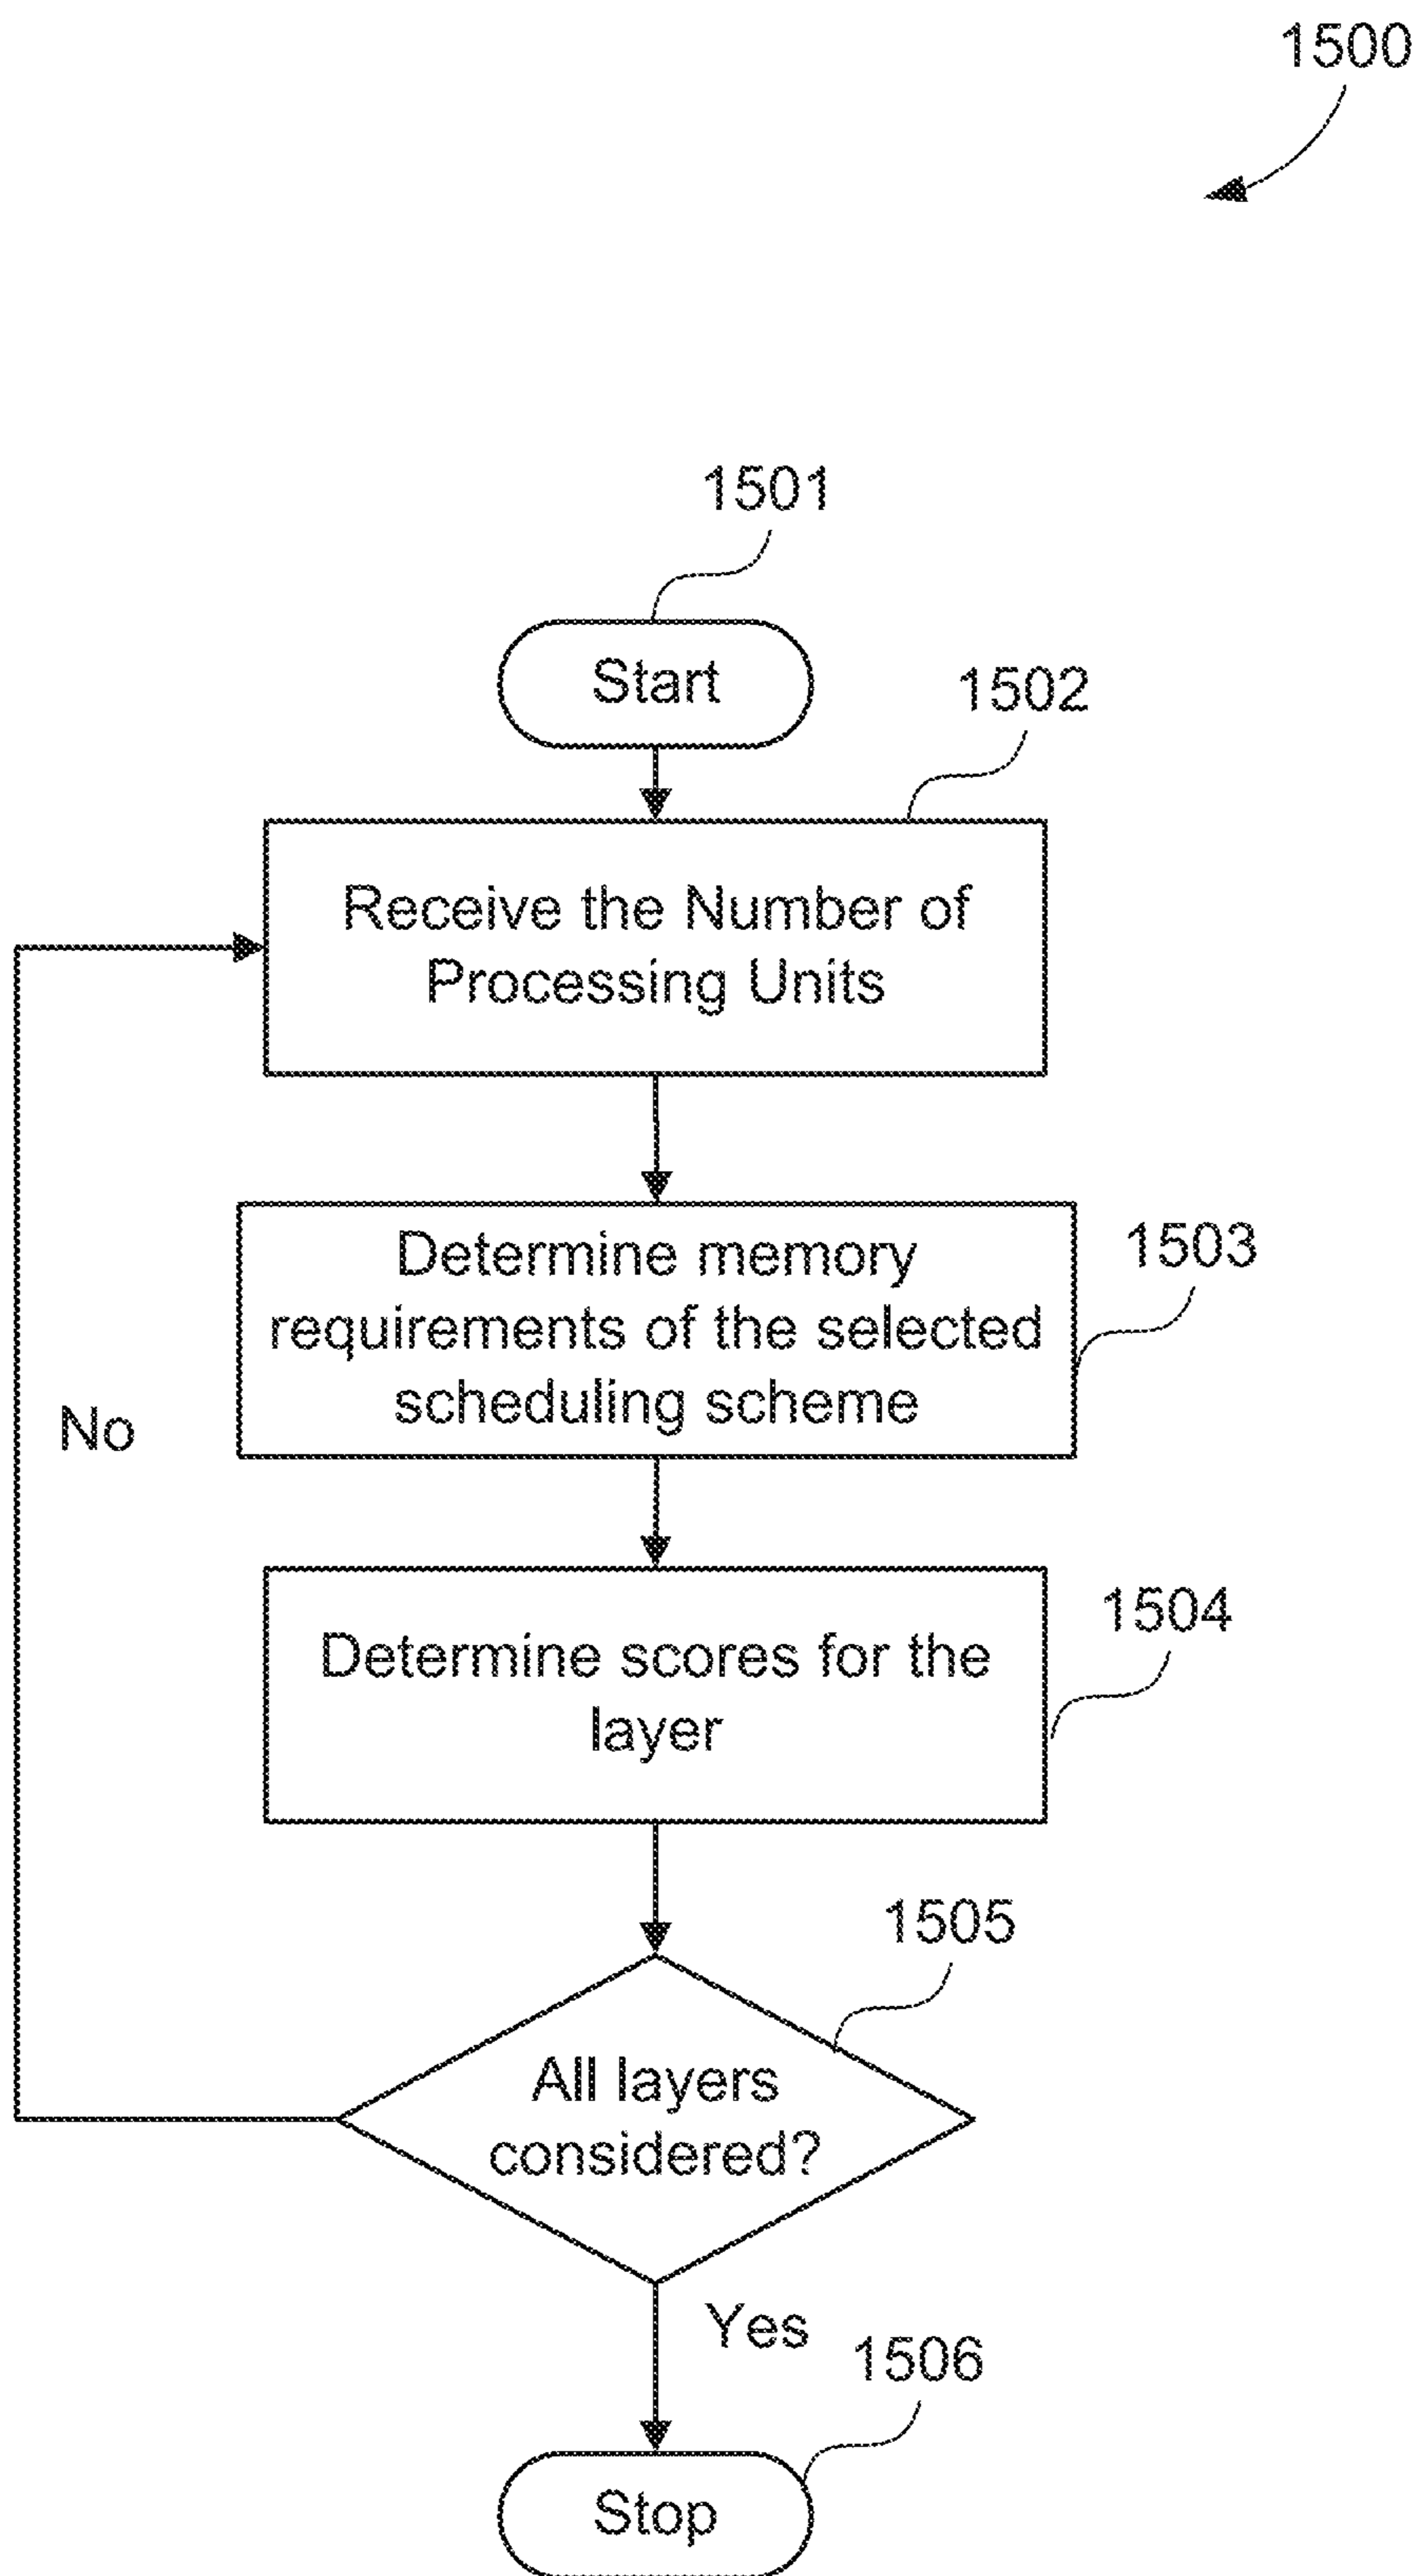 1500
1501
Start
1502
Receive the Number of
Processing Units
Determine memory
requirements of the selected
scheduling scheme
1503
No
Determine scores for the
layer
1504
1505
All layers
considered?
Yes
1506
Stop